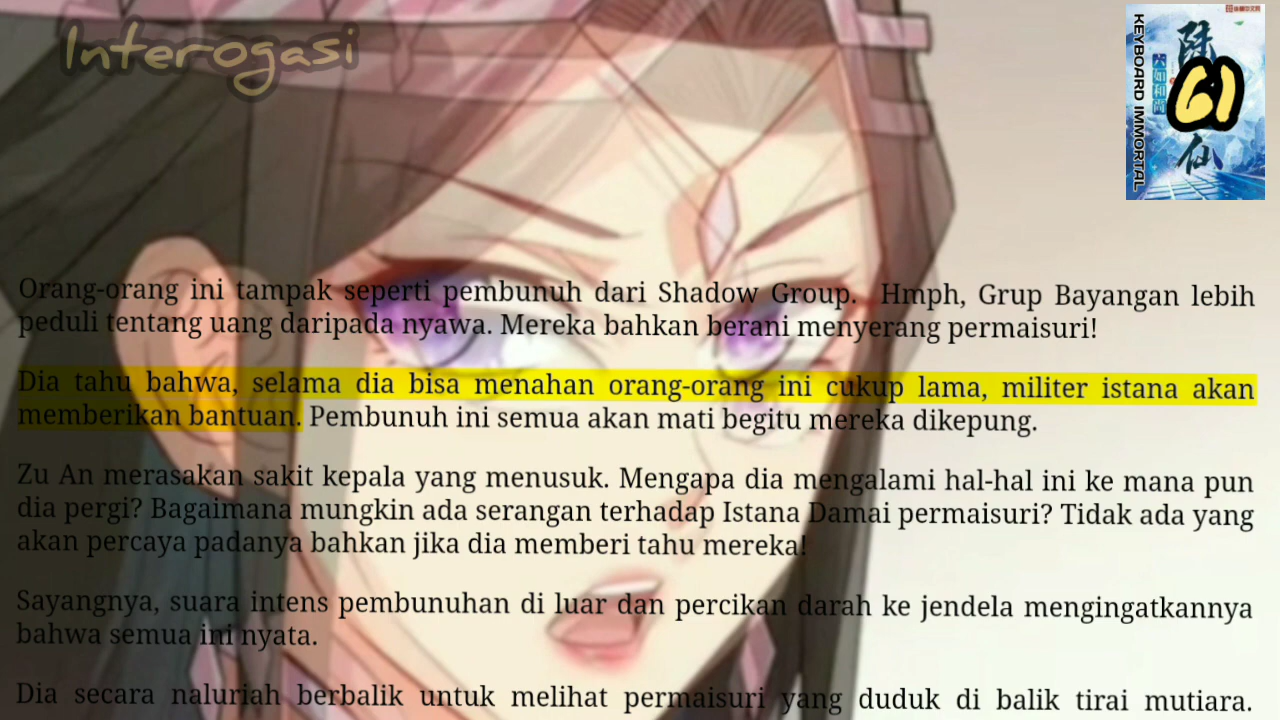 Interogasi
KEYBOARD IMMORTAL
陆
六如和尚
61
仙
Orang-orang ini tampak seperti pembunuh dari Shadow Group. Hmph, Grup Bayangan lebih
peduli tentang uang daripada nyawa. Mereka bahkan berani menyerang permaisuri!
Dia tahu bahwa, selama dia bisa menahan orang-orang ini cukup lama, militer istana akan
memberikan bantuan. Pembunuh ini semua akan mati begitu mereka dikepung.
Zu An merasakan sakit kepala yang menusuk. Mengapa dia mengalami hal-hal ini ke mana pun
dia pergi? Bagaimana mungkin ada serangan terhadap Istana Damai permaisuri? Tidak ada yang
akan percaya padanya bahkan jika dia memberi tahu mereka!
Sayangnya, suara intens pembunuhan di luar dan percikan darah ke jendela mengingatkannya
bahwa semua ini nyata.
Dia secara naluriah berbalik untuk melihat permaisuri yang duduk di balik tirai mutiara.